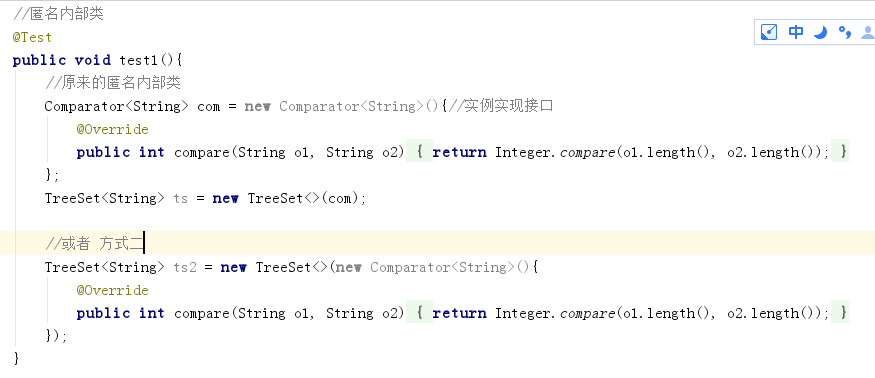 //匿名内部类
@Test
中
public void test1(){
//原来的匿名内部类
Comparator<String> com = new Comparator<String>(){//实例实现接口
@Override
public int compare(String o1, String o2) { return Integer.compare(o1.length(), o2.length()); }
};
TreeSet<String> ts = new TreeSet<>(com);
//或者 方式二
TreeSet<String> ts2 = new TreeSet<>(new Comparator<String>(){
@Override
public int compare(String o1, String o2) { return Integer.compare(o1.length(), o2.length()); }
});
}